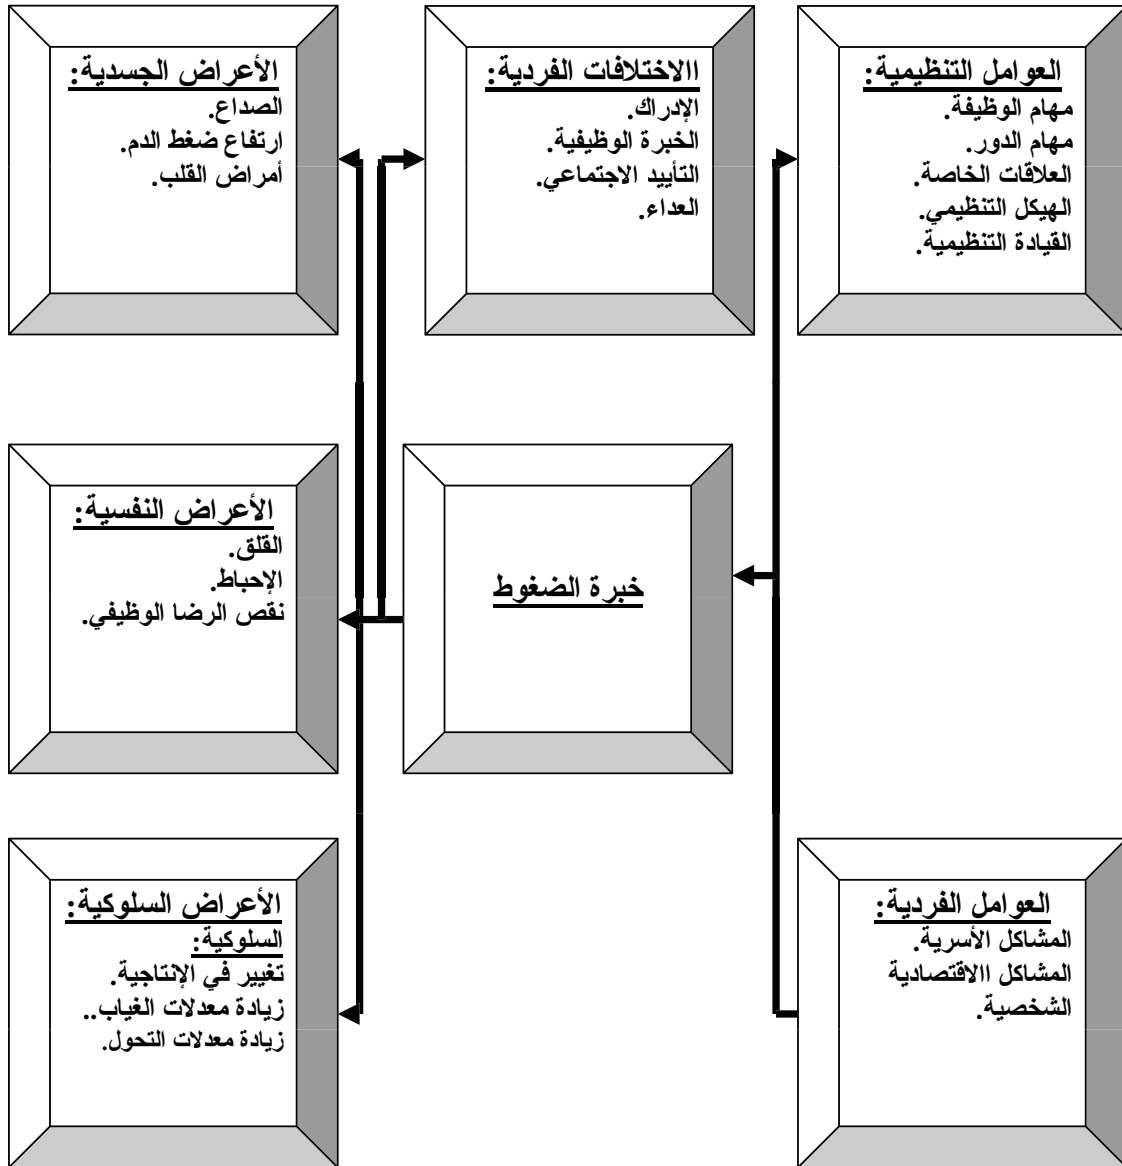 العوامل التنظيمية:
مهام الوظيفة.
مهام الدور.
العلاقات الخاصة.
الهيكل التنظيمي.
القيادة التنظيمية.
ااالاختلافات الفردية:
الإدراك.
الخبرة الوظيفية.
التأييد الاجتماعي.
العداء.
الأعراض الجسدية:
الصداع.
ارتفاع ضغط الدم.
أمراض القلب.
خبرة الضغوط
الأعراض النفسية:
القلق.
الإحباط.
نقص الرضا الوظيفي.
العوامل الفردية:
المشاكل الأسرية.
المشاكل ااالقتصادية
الشخصية.
الأعراض السلوكية:
السلوكية:
تغيير في الإنتاجية.
زيادة معدلات الغياب..
زيادة معدلات التحول.